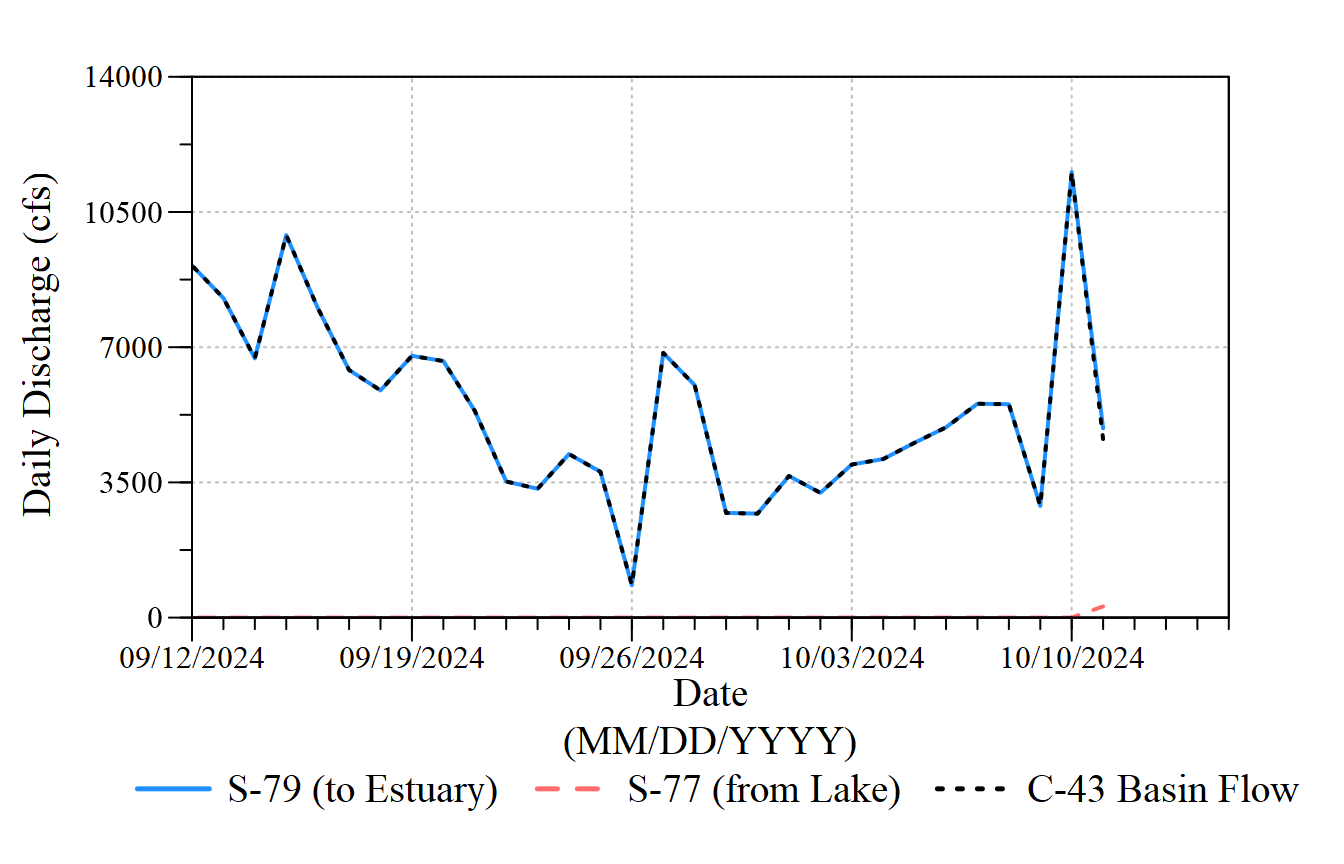 14000
10500
7000
3500
0
Daily Discharge (cfs)
09/12/2024 09/19/2024 09/26/2024 10/03/2024 10/10/2024
Date
(MM/DD/YYYY)
S-79 (to Estuary) S-77 (from Lake) C-43 Basin Flow